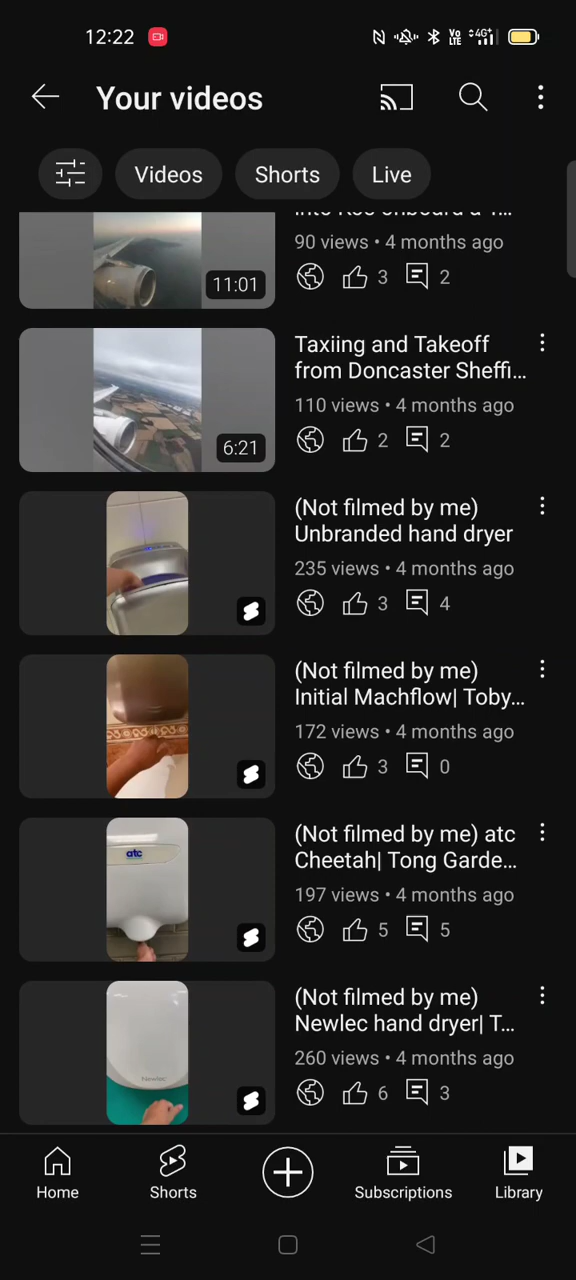 12:22
Vo
LTE
4G+
Your videos
Videos
Shorts
Live
90 views • 4 months ago
3
2
11:01
Taxiing and Takeoff
from Doncaster Sheffi...
110 views • 4 months ago
2
2
6:21
(Not filmed by me)
Unbranded hand dryer
235 views • 4 months ago
3
4
(Not filmed by me)
Initial Machflow| Toby...
172 views • 4 months ago
3
0
atc
(Not filmed by me) atc
Cheetah| Tong Garde...
197 views • 4 months ago
5
5
Newlec
(Not filmed by me)
Newlec hand dryer| T...
260 views • 4 months ago
6
3
Home
Shorts
Subscriptions
Library